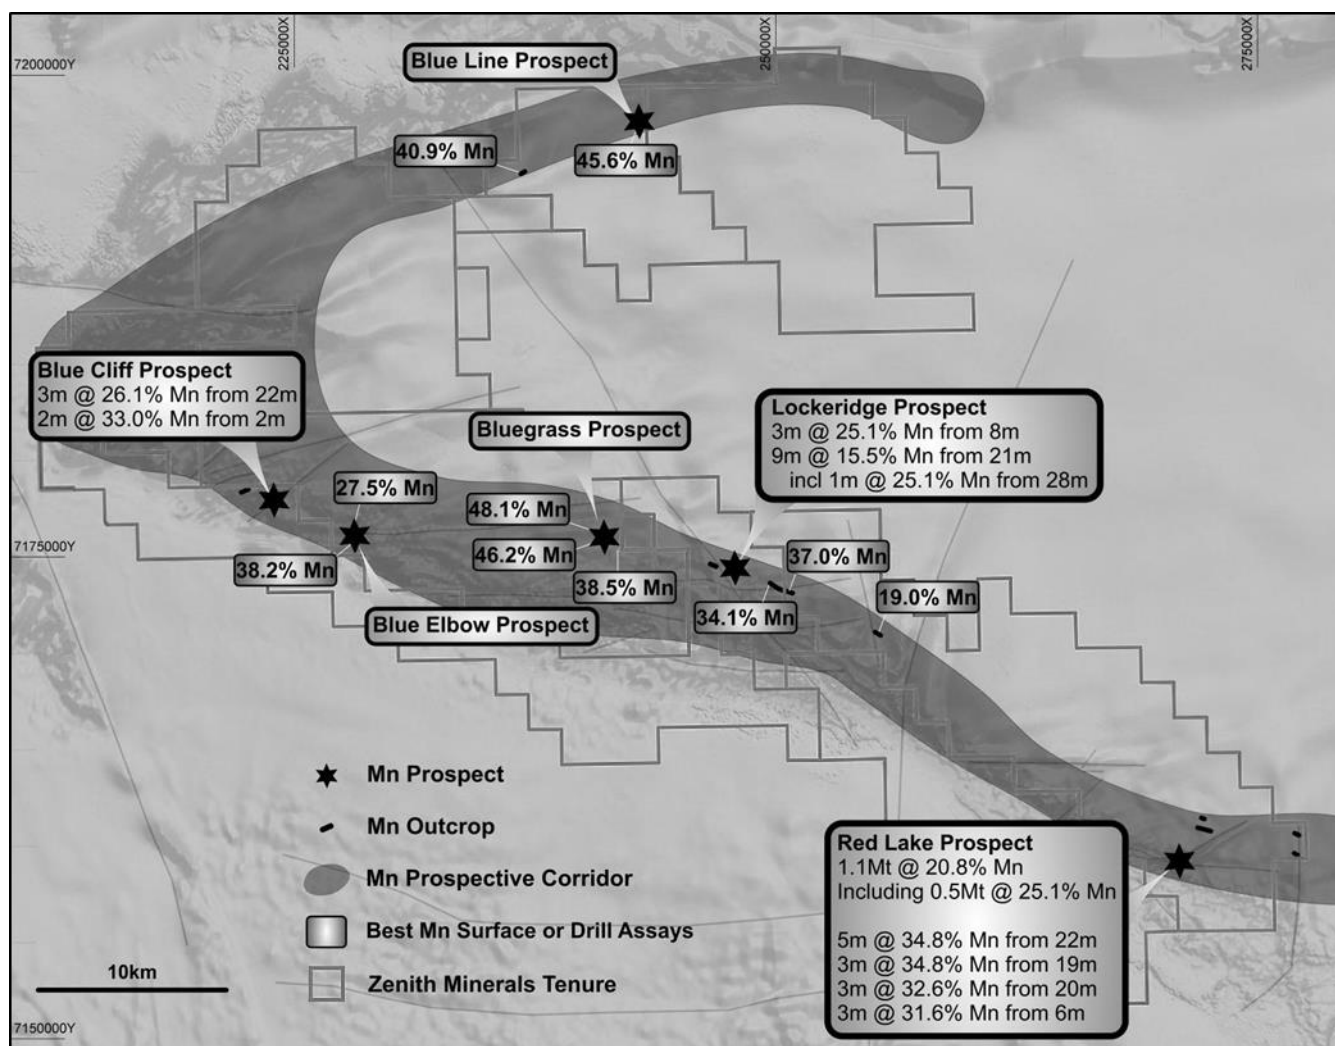 225000X
250000X
275000X
7200000Y
Blue Line Prospect
40.9% Mn
45.6% Mn
Blue Cliff Prospect
3m @ 26.1% Mn from 22m
2m @ 33.0% Mn from 2m
Bluegrass Prospect
Lockeridge Prospect
3m @ 25.1% Mn from 8m
9m @ 15.5% Mn from 21m
incl 1m @ 25.1% Mn from 28m
27.5% Mn
48.1% Mn
7175000Y
46.2% Mn
37.0% Mn
38.2% Mn
38.5% Mn
19.0% Mn
34.1% Mn
Blue Elbow Prospect
Mn Prospect
Mn Outcrop
Mn Prospective Corridor
Best Mn Surface or Drill Assays
Zenith Minerals Tenure
10km
Red Lake Prospect
1.1Mt @ 20.8% Mn
Including 0.5Mt @ 25.1% Mn
5m @ 34.8% Mn from 22m
3m @ 34.8% Mn from 19m
3m @ 32.6% Mn from 20m
3m @ 31.6% Mn from 6m
7150000Y